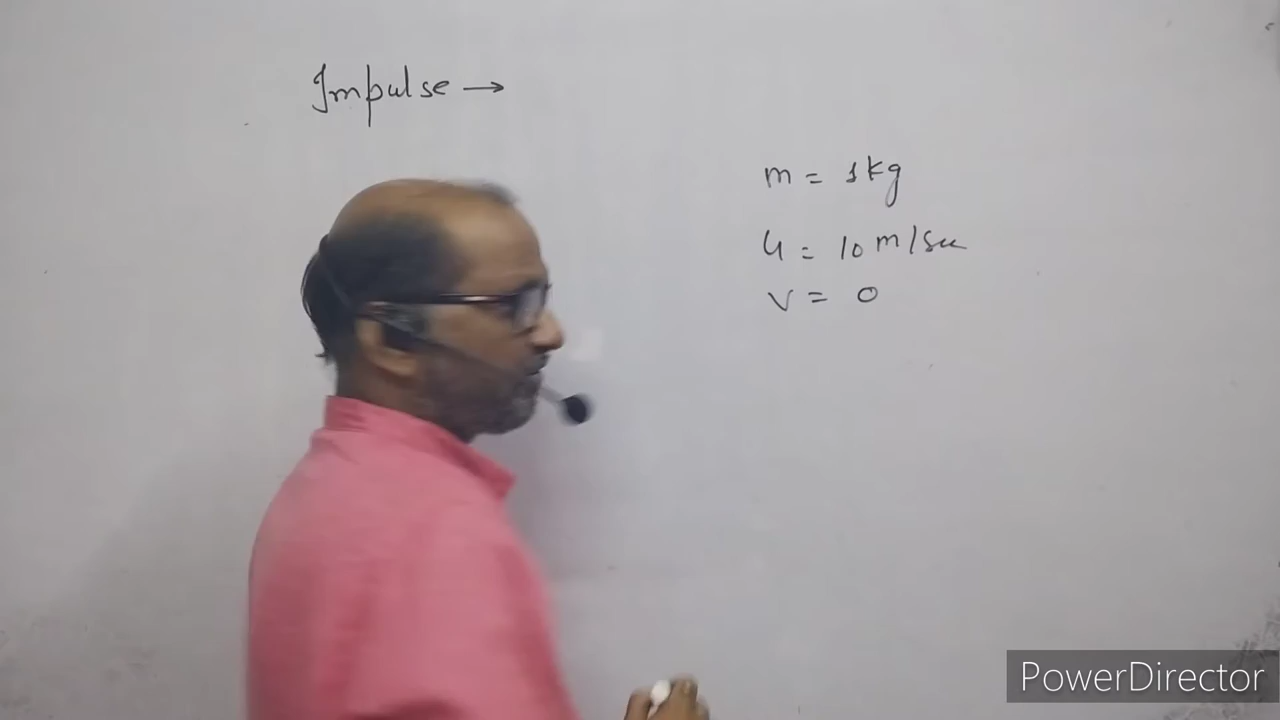 Impulse →
m = 1kg
u = 10 m/sec
v = 0
PowerDirector